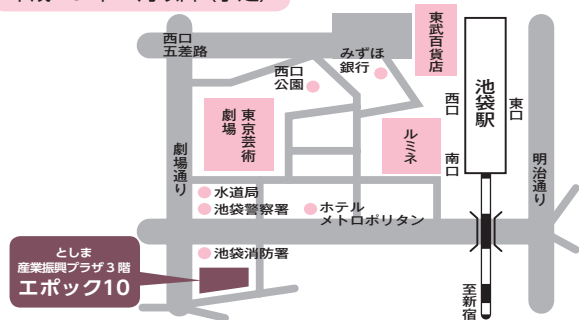 西口
五差路
みずほ
銀行
東武百貨店
西口
公園
池袋駅
西口
東口
東京芸術
劇場
ルミネ
南口
劇場通り
明治通り
水道局
池袋警察署
ホテル
メトロポリタン
池袋消防署
としま
産業振興プラザ3階
エポック10
至新宿